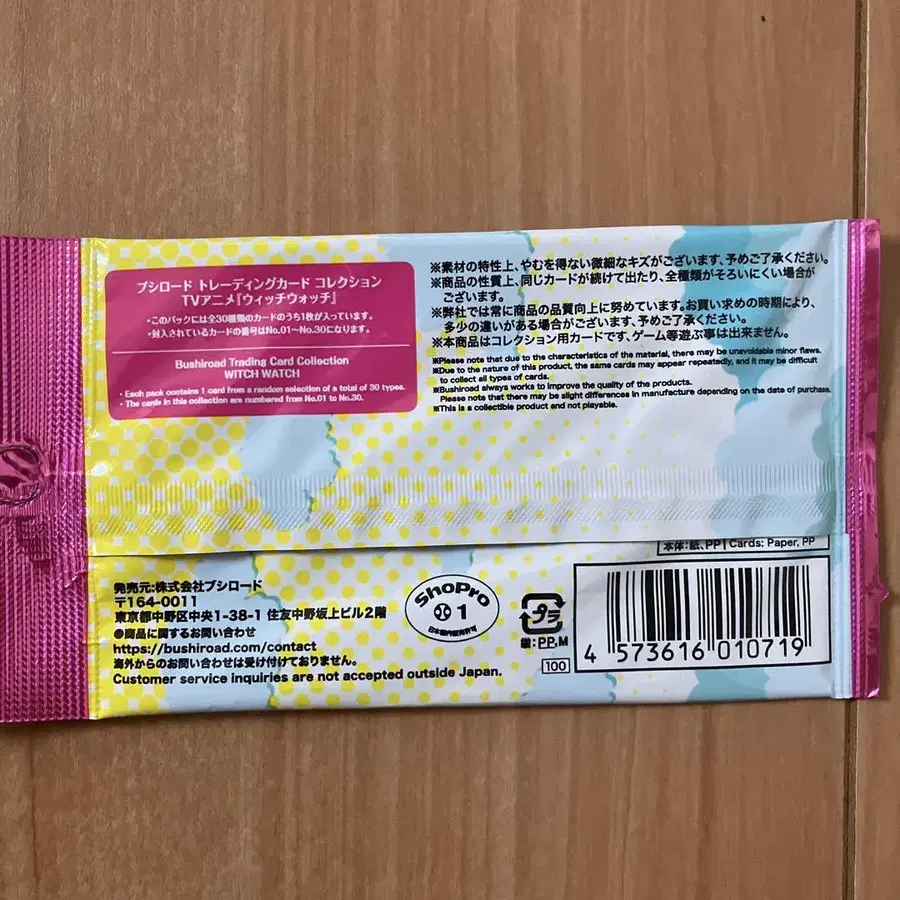 ブシロード トレーディングカード コレクション
TVアニメ『ウィッチウォッチ』
・このパックには全30種類のカードのうち1枚が入っています。
・封入されているカードの番号はNo.01〜No.30になります。
Bushiroad Trading Card Collection
WITCH WATCH
・Each pack contains 1 card from a random selection of a total of 30 types.
・The cards in this collection are numbered from No.01 to No.30.
※素材の特性上、やむを得ない微細なキズがございます、予めご了承ください。
※商品の性質上、同じカードが続けて出たり、全種類がそろいにくい場合が
ございます。
※弊社では常に商品の品質向上に努めています。お買い求めの時期により、
多少の違いがある場合がございます、予めご了承ください。
※本商品はコレクション用カードです、ゲーム等遊ぶ事は出来ません。
※Please note that due to the characteristics of the material, there may be unavoidable minor flaws.
※Due to the nature of this product, the same cards may appear repeatedly, and it may be difficult
to collect all types of cards.
※Bushiroad always works to improve the quality of the products.
Please note that there may be slight differences in manufacture depending on the date of purchase.
※This is a collectible product and not playable.
本体:紙、PP | Cards: Paper, PP
発売元:株式会社ブシロード
〒164-0011
東京都中野区中央1-38-1 住友中野坂上ビル2階
●商品に関するお問い合わせ
https://bushiroad.com/contact
海外からのお問い合わせは受け付けておりません。
Customer service inquiries are not accepted outside Japan.
ShoPro
1
日本国内販売許可
プラ
袋:PP,M
100
4 573616 010719